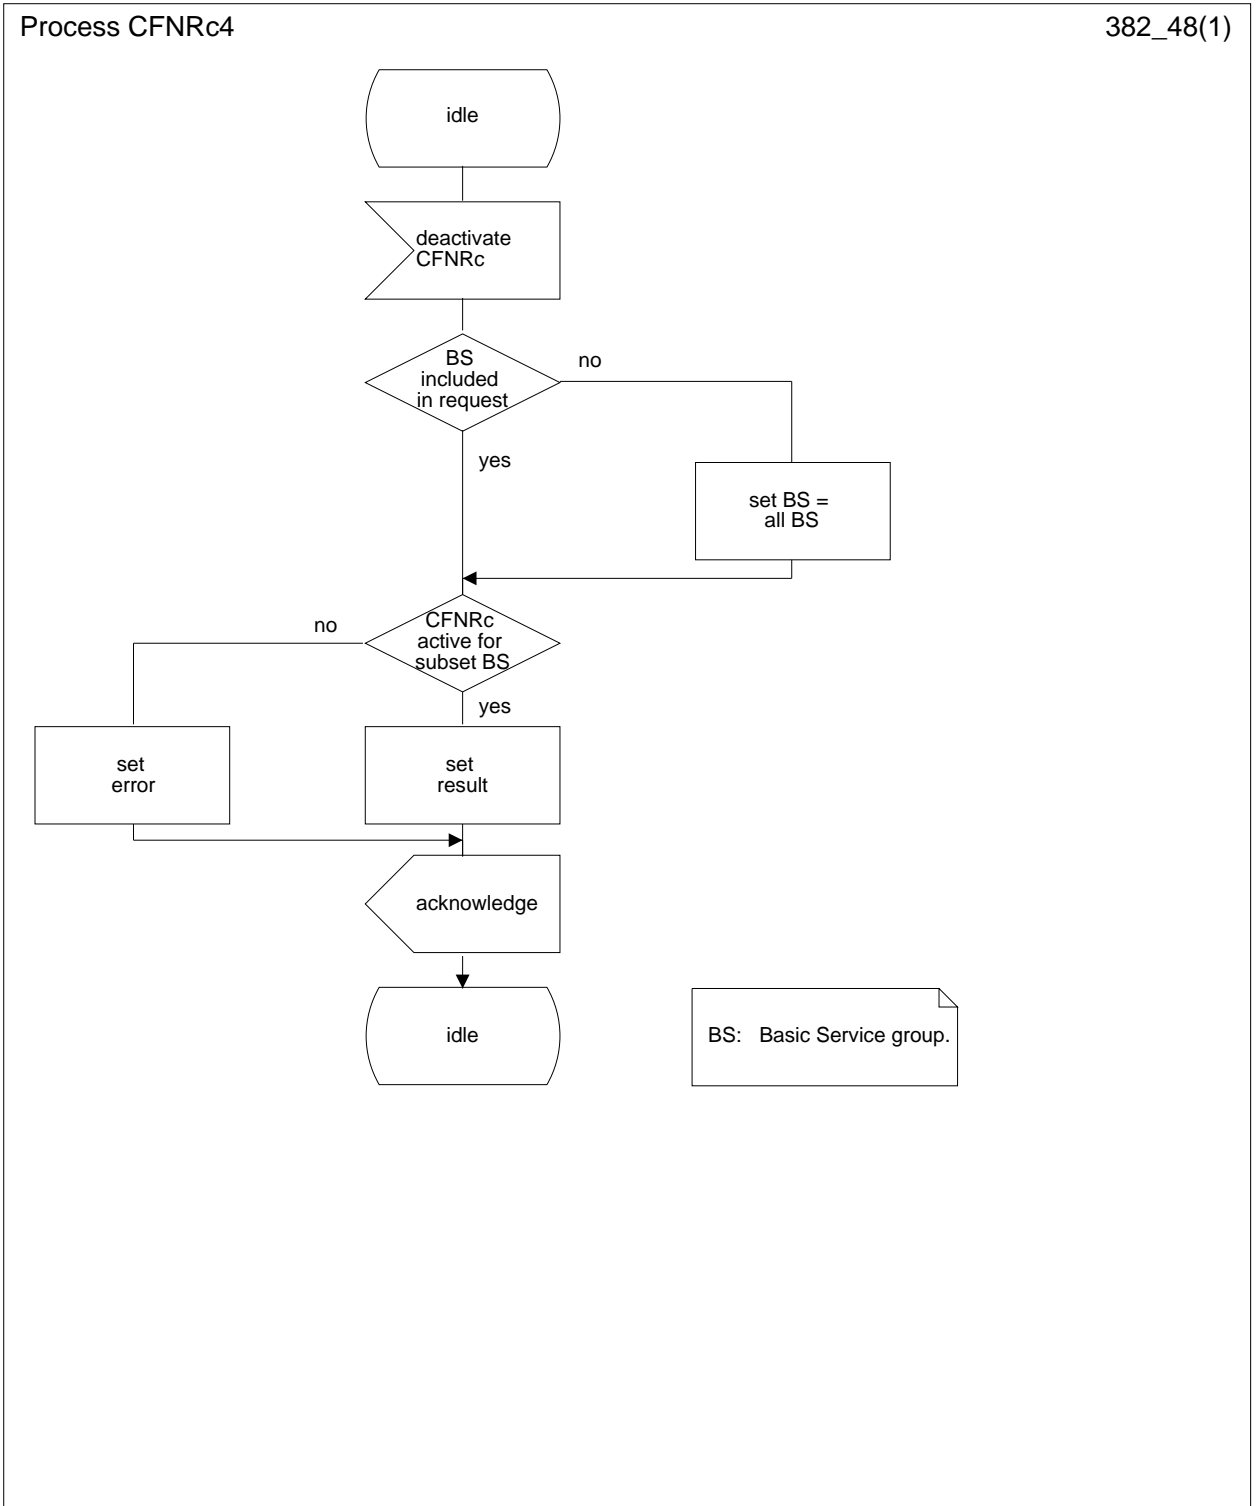 Process CFNRc4
382_48(1)
idle
deactivate
CFNRc
BS
included
in request
no
yes
set BS =
all BS
no
CFNRc
active for
subset BS
yes
set
error
set
result
acknowledge
idle
BS: Basic Service group.